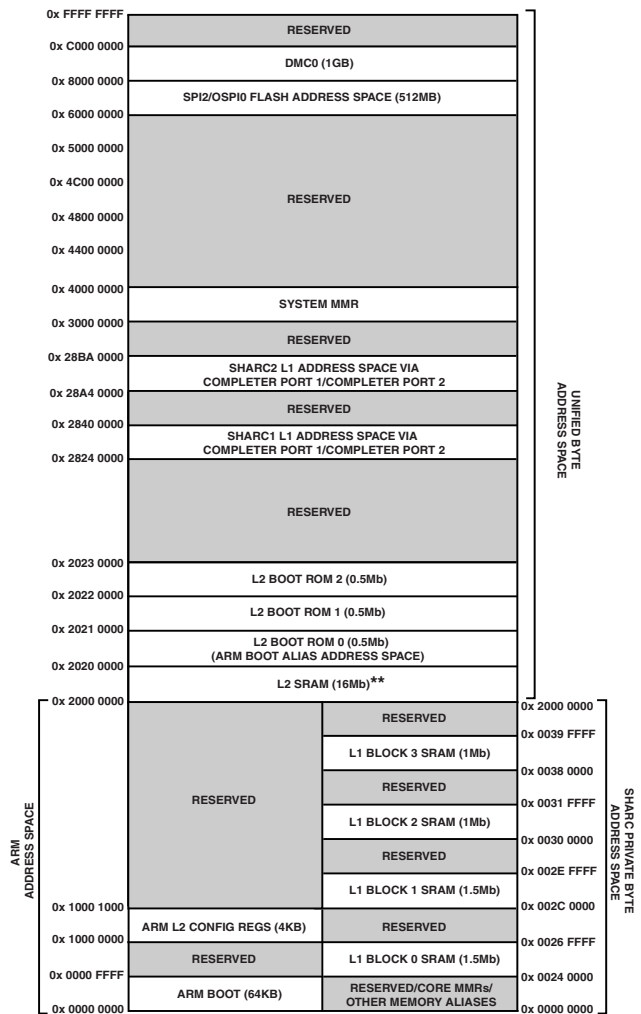 0x FFFF FFFF
RESERVED
0x C000 0000
DMC0 (1GB)
0x 8000 0000
SPI2/OSPI0 FLASH ADDRESS SPACE (512MB)
0x 6000 0000
0x 5000 0000
0x 4C00 0000
RESERVED
0x 4800 0000
0x 4400 0000
0x 4000 0000
SYSTEM MMR
0x 3000 0000
RESERVED
0x 28BA 0000
SHARC2 L1 ADDRESS SPACE VIA
COMPLETER PORT 1/COMPLETER PORT 2
0x 28A4 0000
RESERVED
0x 2840 0000
SHARC1 L1 ADDRESS SPACE VIA
COMPLETER PORT 1/COMPLETER PORT 2
0x 2824 0000
RESERVED
0x 2023 0000
L2 BOOT ROM 2 (0.5Mb)
0x 2022 0000
L2 BOOT ROM 1 (0.5Mb)
0x 2021 0000
L2 BOOT ROM 0 (0.5Mb)
(ARM BOOT ALIAS ADDRESS SPACE)
0x 2020 0000
L2 SRAM (16Mb)**
0x 2000 0000
UNIFIED BYTE
ADDRESS SPACE
ARM
ADDRESS SPACE
RESERVED
0x 1000 1000
ARM L2 CONFIG REGS (4KB)
0x 1000 0000
RESERVED
0x 0000 FFFF
ARM BOOT (64KB)
0x 0000 0000
0x 2000 0000
RESERVED
0x 0039 FFFF
L1 BLOCK 3 SRAM (1Mb)
0x 0038 0000
RESERVED
0x 0031 FFFF
L1 BLOCK 2 SRAM (1Mb)
0x 0030 0000
RESERVED
0x 002E FFFF
L1 BLOCK 1 SRAM (1.5Mb)
0x 002C 0000
RESERVED
0x 0026 FFFF
L1 BLOCK 0 SRAM (1.5Mb)
0x 0024 0000
RESERVED/CORE MMRs/
OTHER MEMORY ALIASES
0x 0000 0000
SHARC PRIVATE BYTE
ADDRESS SPACE